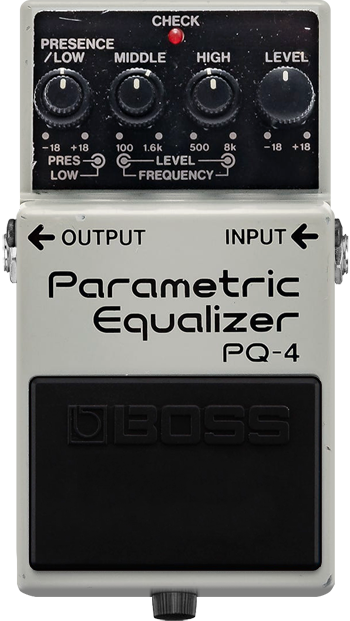 CHECK
PRESENCE
/LOW
MIDDLE
HIGH
LEVEL
-18 +18
100 1.6k
500 8k
-18 +18
PRES
LOW
LEVEL
FREQUENCY
OUTPUT
INPUT
Parametric
Equalizer
PQ-4
BOSS